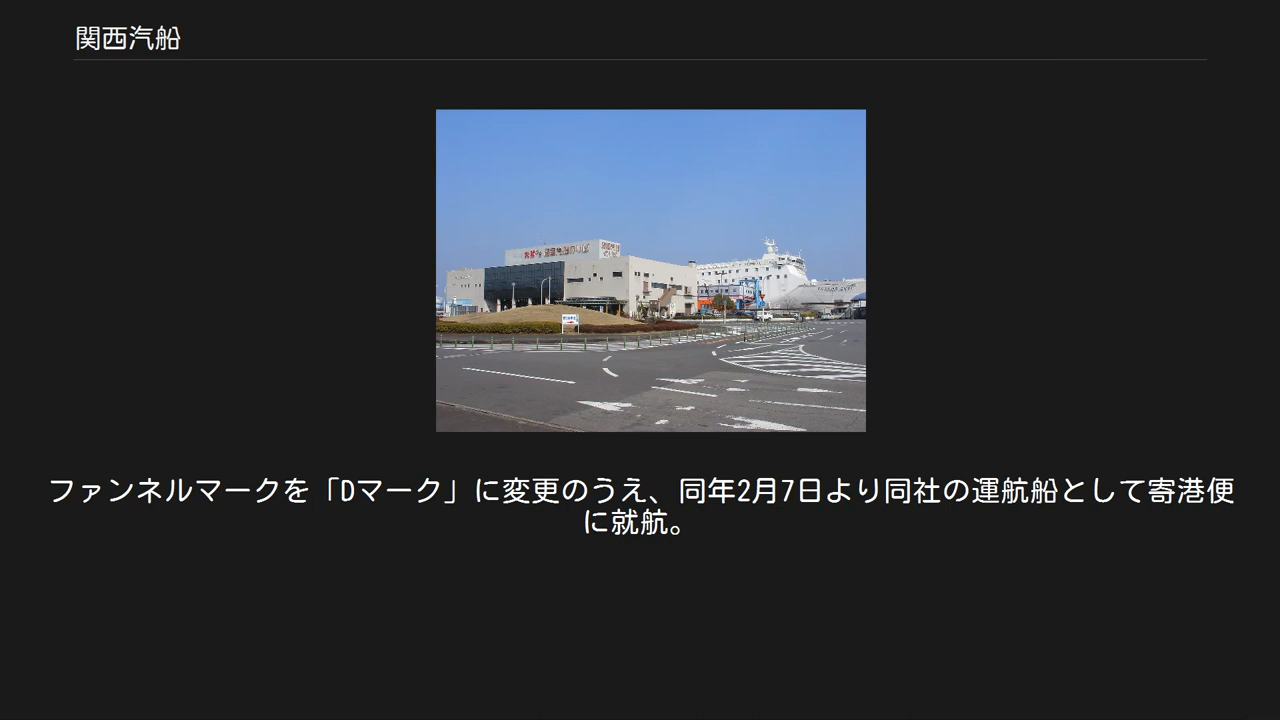 関西汽船
ファンネルマークを「Dマーク」に変更のうえ、同年2月7日より同社の運航船として寄港便
に就航。